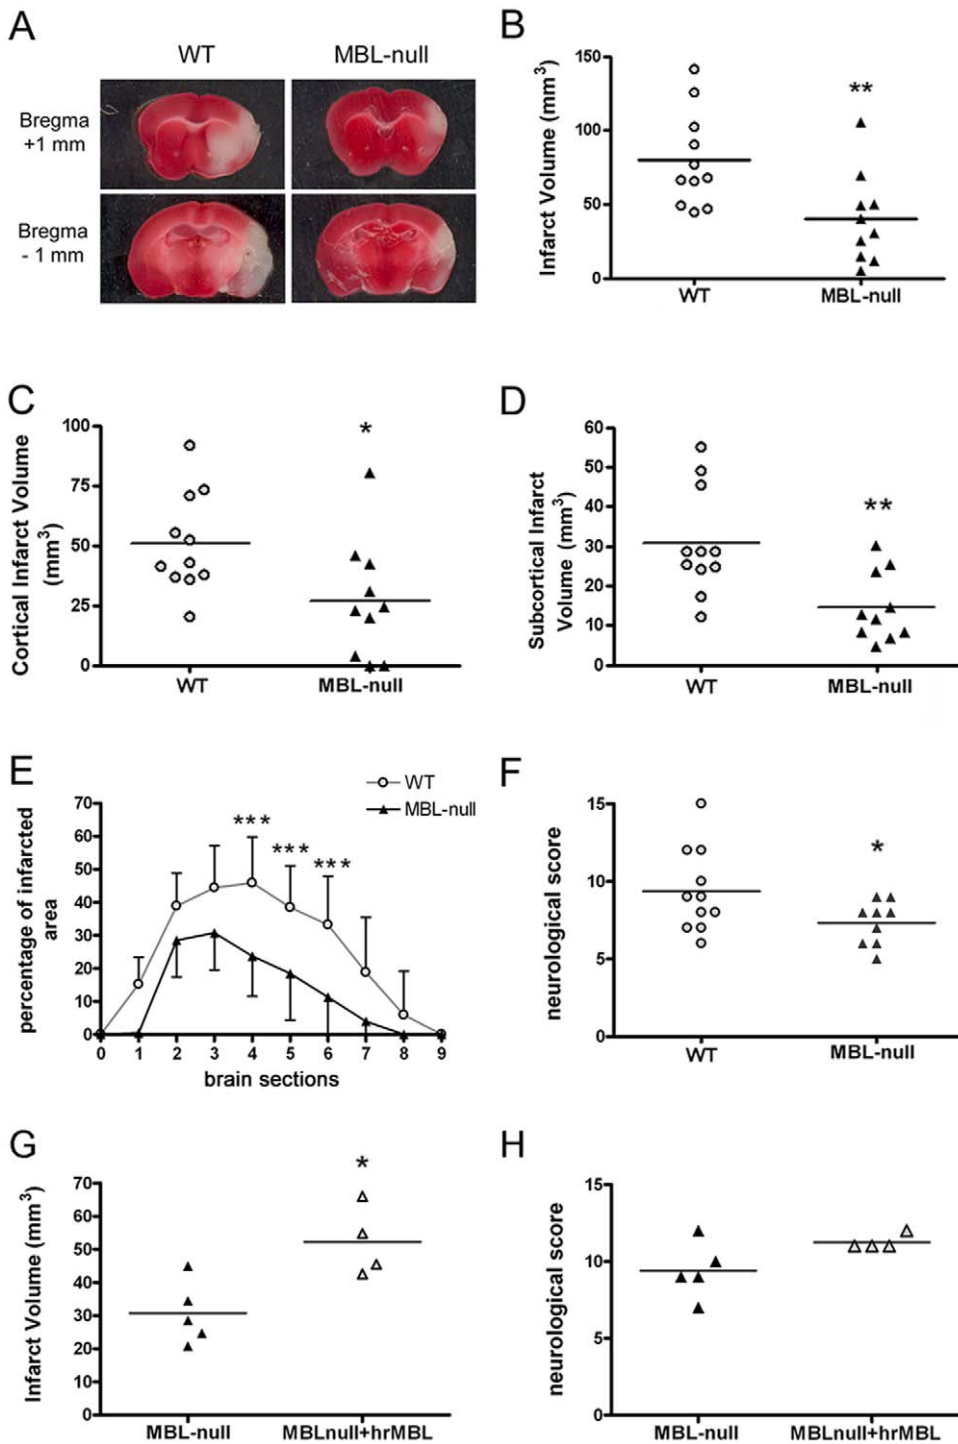 A
WT
MBL-null
Bregma
+1 mm
Bregma
- 1 mm
B
Infarct Volume (mm3)
150
100
50
0
**
WT
MBL-null
C
Cortical Infarct Volume
(mm3)
100
75
50
25
0
*
WT
MBL-null
D
Subcortical Infarct
Volume (mm3)
60
50
40
30
20
10
0
**
WT
MBL-null
E
WT
MBL-null
percentage of infarcted
area
70
60
50
40
30
20
10
0
***
***
***
0 1 2 3 4 5 6 7 8 9
brain sections
F
neurological score
15
10
5
0
*
WT
MBL-null
G
Infarct Volume (mm3)
70
60
50
40
30
20
10
0
*
MBL-null
MBLnull+hrMBL
H
neurological score
15
10
5
0
MBL-null
MBLnull+hrMBL